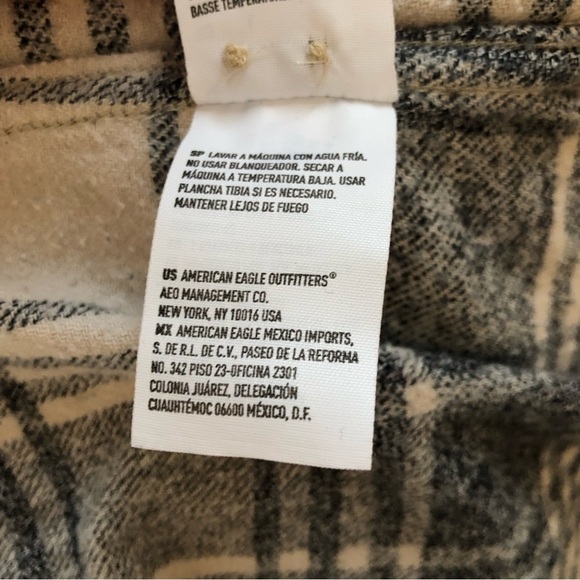 BASSE
SP LAVAR A MÁQUINA CON AGUA FRÍA.
NO USAR BLANQUEADOR. SECAR A
MÁQUINA A TEMPERATURA BAJA. USAR
PLANCHA TIBIA SI ES NECESARIO.
MANTENER LEJOS DE FUEGO
US AMERICAN EAGLE OUTFITTERS®
AEO MANAGEMENT CO.
NEW YORK, NY 10016 USA
MX AMERICAN EAGLE MEXICO IMPORTS,
S. DE R.L. DE C.V., PASEO DE LA REFORMA
NO. 342 PISO 23-OFICINA 2301
COLONIA JUÁREZ, DELEGACIÓN
CUAUHTÉMOC 06600 MÉXICO, D.F.